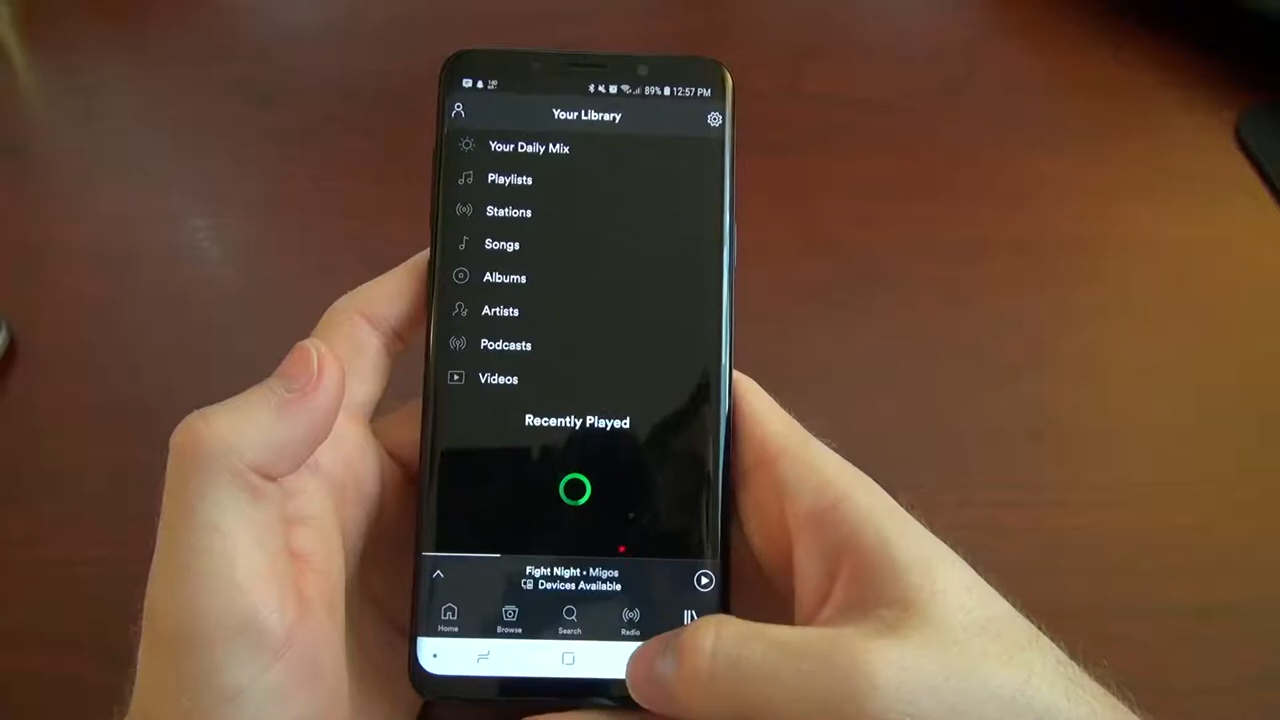 140
89% 12:57 PM
Your Library
Your Daily Mix
Playlists
Stations
Songs
Albums
Artists
Podcasts
Videos
Recently Played
Fight Night • Migos
Devices Available
Home Browse Search Radio